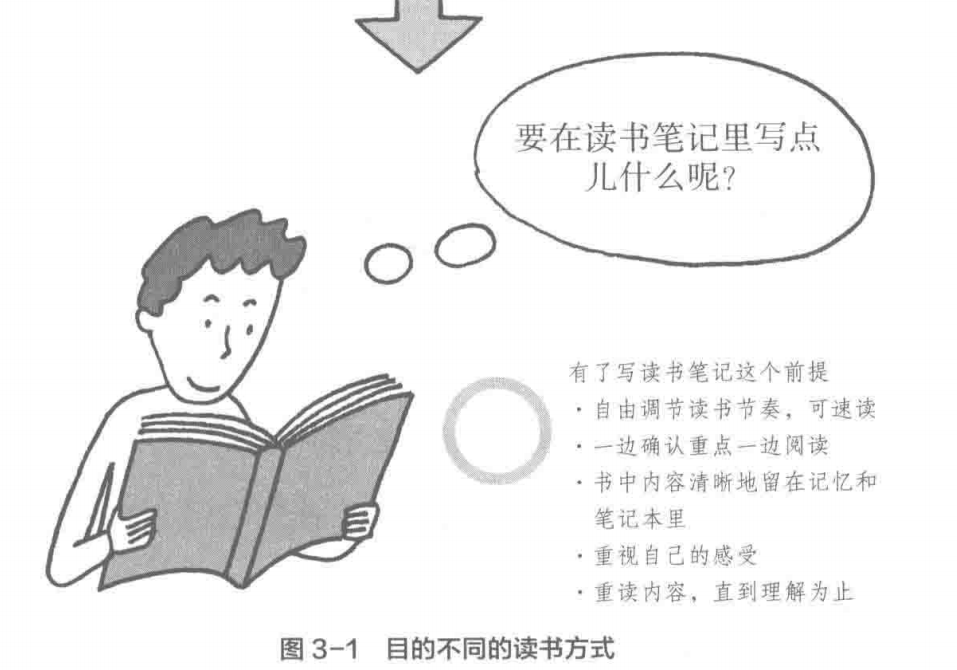 要在读书笔记里写点
儿什么呢？
有了写读书笔记这个前提
·自由调节读书节奏，可速读
·一边确认重点一边阅读
·书中内容清晰地留在记忆和
笔记本里
·重视自己的感受
·重读内容，直到理解为止
图 3-1 目的不同的读书方式